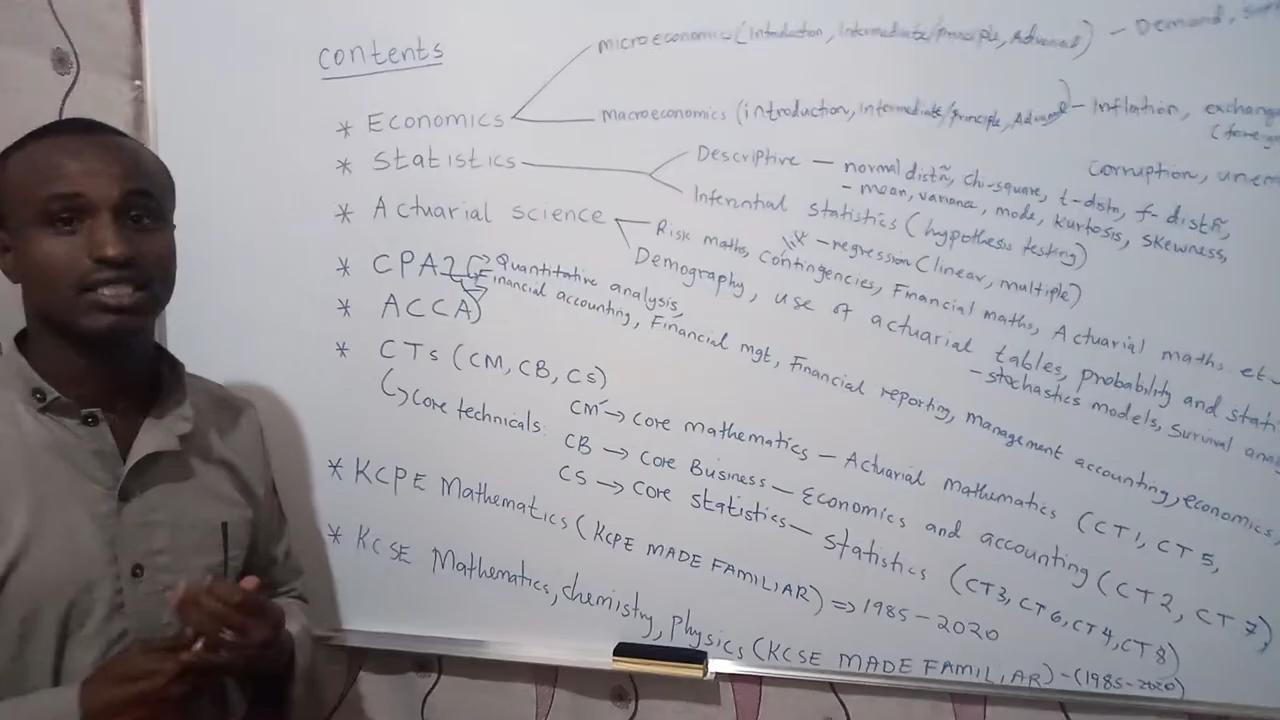 contents
microeconomics (introduction, intermediate/principle, Advanced) - Demand,
* Economics
macroeconomics (introduction, Intermediate/principle, - Inflation,
Corruption,
* Statistics
Descriptive - normal distñ, chi-square, t-distn, f-distñ,
- mean, variance, mode, kurtosis, skewness,
Inferential statistics (hypothesis testing)
- regression (linear, multiple)
* Actuarial science
Risk maths, contingencies, Financial maths, Actuarial maths,
Demography, use of actuarial tables, probability and
- stochastics models, survival
* CPA Quantitative analysis,
Financial accounting, Financial mgt, Financial reporting, management accounting, economics,
* ACCA
* CTs (CM, CB, CS)
core technicals:
CM → core mathematics - Actuarial mathematics (CT1, CT5,
CB → core Business - Economics and accounting (CT2, CT7)
CS → core statistics - statistics (CT3, CT6, CT4, CT8)
* KCPE Mathematics (KCPE MADE FAMILIAR) => 1985-2020
* KCSE Mathematics, chemistry, physics (KCSE MADE FAMILIAR) - (1985-2020)